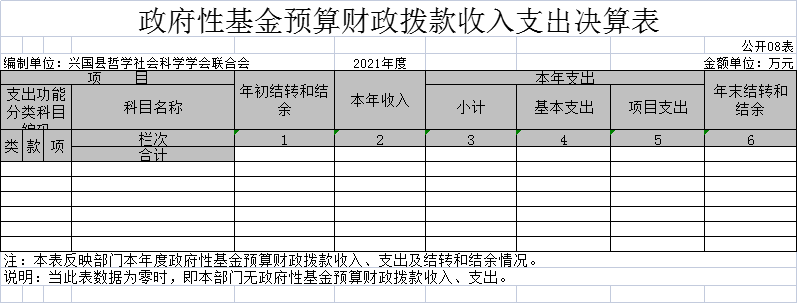 政府性基金预算财政拨款收入支出决算表
公开08表
编制单位：兴国县哲学社会科学学会联合会 2021年度 金额单位：万元
项 目 年初结转和结余 本年收入 本年支出 年末结转和结余
支出功能分类科目编码 科目名称 小计 基本支出 项目支出
类 款 项 栏次 1 2 3 4 5 6
合计
注：本表反映部门本年度政府性基金预算财政拨款收入、支出及结转和结余情况。
说明：当此表数据为零时，即本部门无政府性基金预算财政拨款收入、支出。